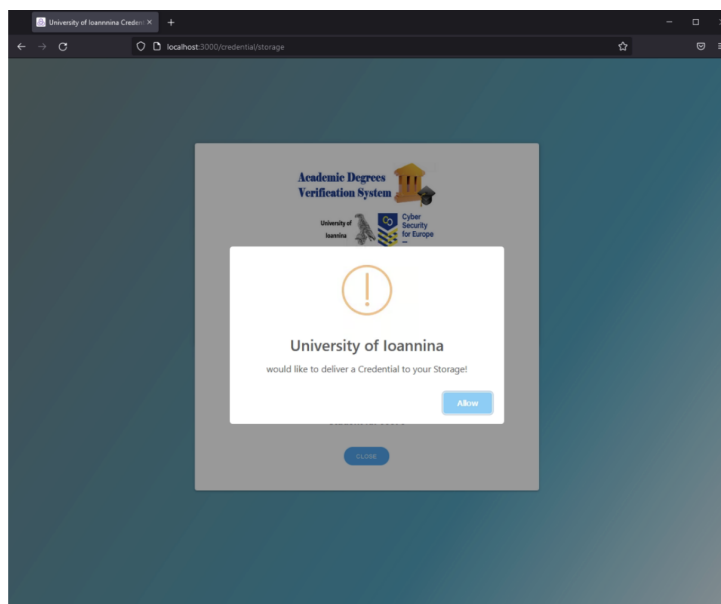 University of Ioannnina Credent
localhost:3000/credential/storage
Academic Degrees
Verification System
University of
Ioannina
Cyber
Security
for Europe
University of Ioannina
would like to deliver a Credential to your Storage!
Allow
CLOSE